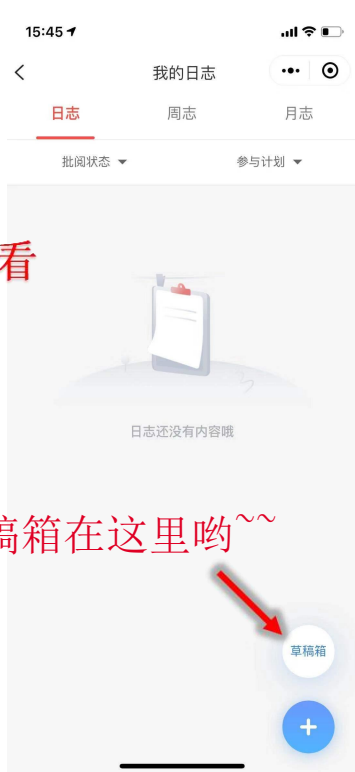 15:45
我的日志
日志 周志 月志
批阅状态 参与计划
看
日志还没有内容哦
稿箱在这里哟~~
草稿箱